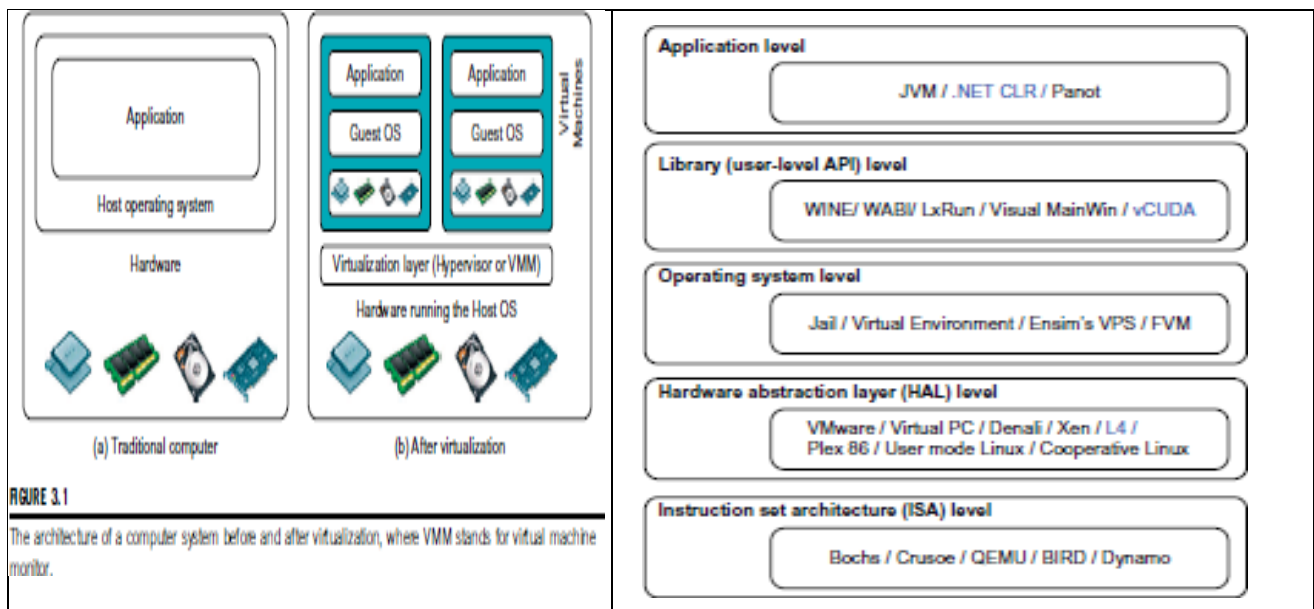 Application
Host operating system
Hardware
(a) Traditional computer
Application
Guest OS
Application
Guest OS
Virtual
Machines
Virtualization layer (Hypervisor or VMM)
Hardware running the Host OS
(b) After virtualization
FIGURE 3.1
The architecture of a computer system before and after virtualization, where VMM stands for virtual machine
monitor.
Application level
JVM / .NET CLR / Panot
Library (user-level API) level
WINE/ WABI/ LxRun / Visual MainWin / vCUDA
Operating system level
Jail / Virtual Environment / Ensim's VPS / FVM
Hardware abstraction layer (HAL) level
VMware / Virtual PC / Denali / Xen / L4 /
Plex 86 / User mode Linux / Cooperative Linux
Instruction set architecture (ISA) level
Bochs / Crusoe / QEMU / BIRD / Dynamo